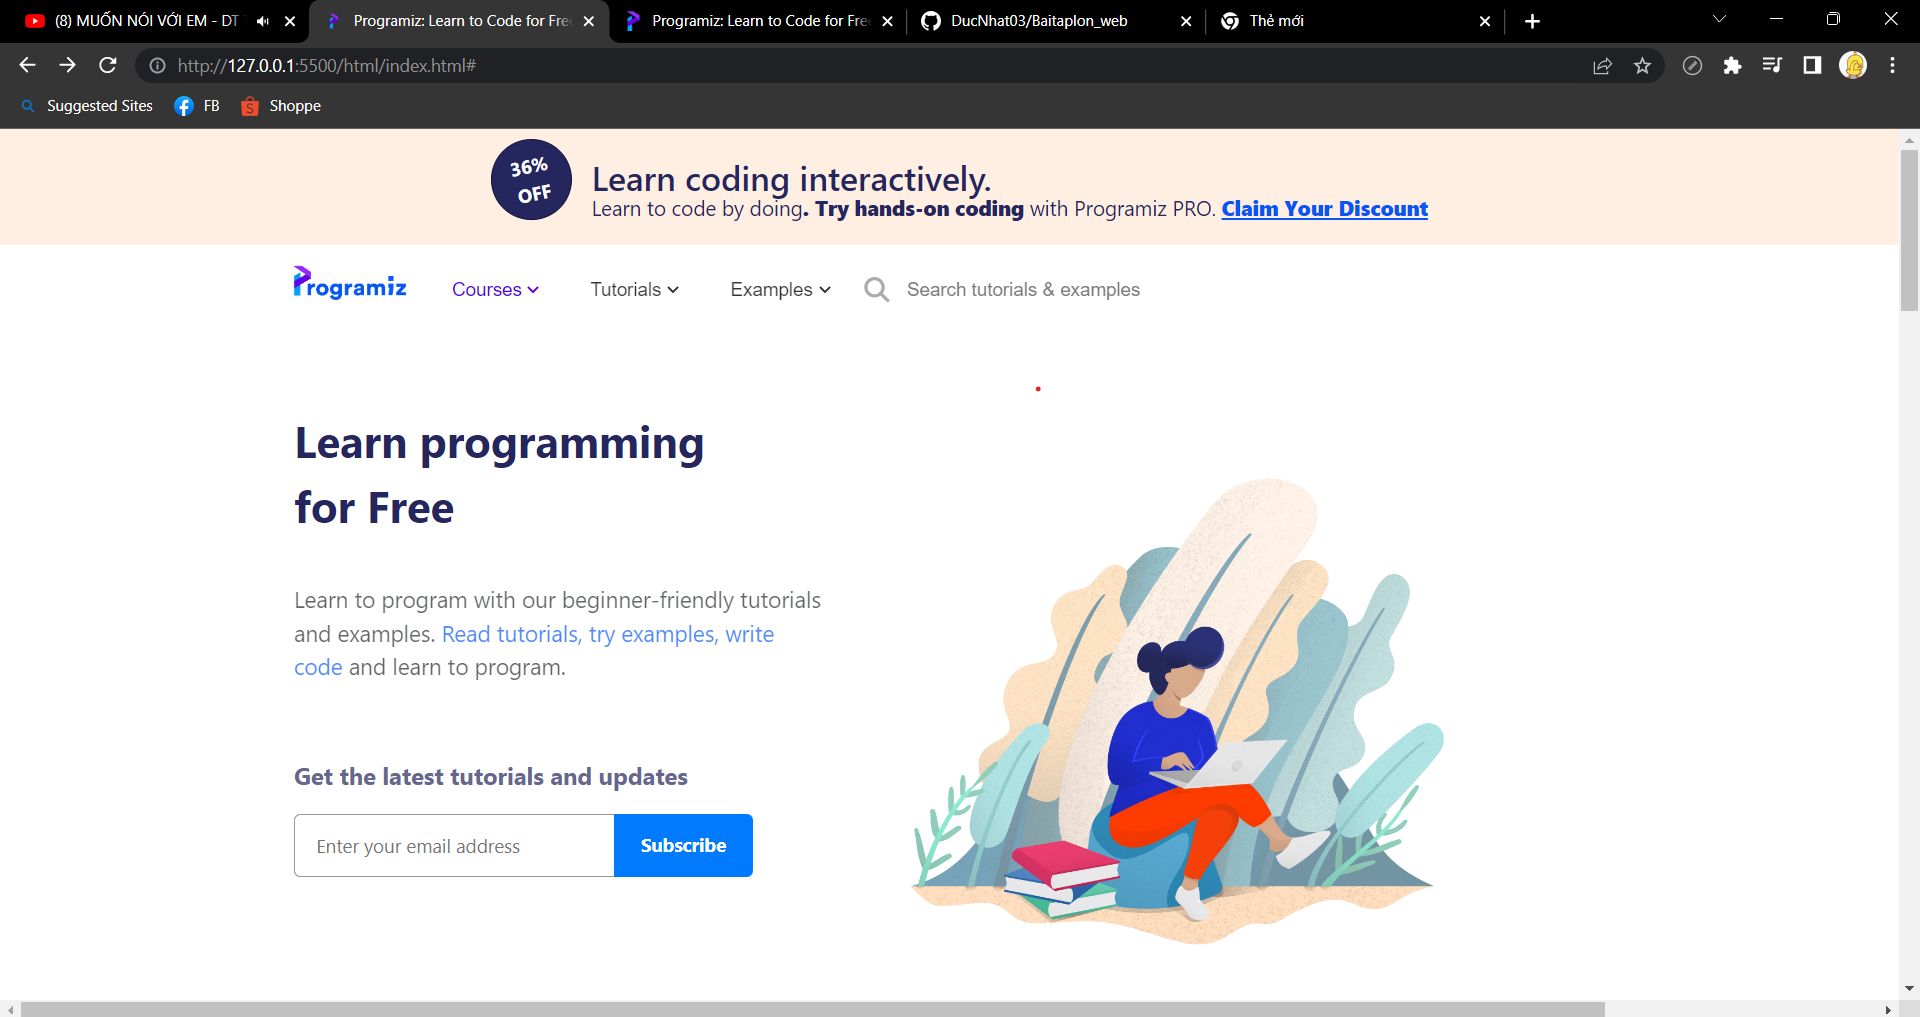 (8) MUỐN NÓI VỚI EM - DT
Programiz: Learn to Code for Free
Programiz: Learn to Code for Free
DucNhat03/Baitaplon_web
Thẻ mới
http://127.0.0.1:5500/html/index.html#
Suggested Sites
FB
Shoppe
36%
OFF
Learn coding interactively.
Learn to code by doing. Try hands-on coding with Programiz PRO. Claim Your Discount
Programiz
Courses
Tutorials
Examples
Search tutorials & examples
Learn programming
for Free
Learn to program with our beginner-friendly tutorials
and examples. Read tutorials, try examples, write
code and learn to program.
Get the latest tutorials and updates
Enter your email address
Subscribe